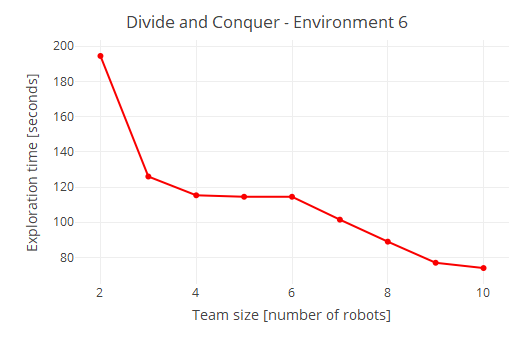 Divide and Conquer - Environment 6
Exploration time [seconds]
200
180
160
140
120
100
80
2 4 6 8 10
Team size [number of robots]